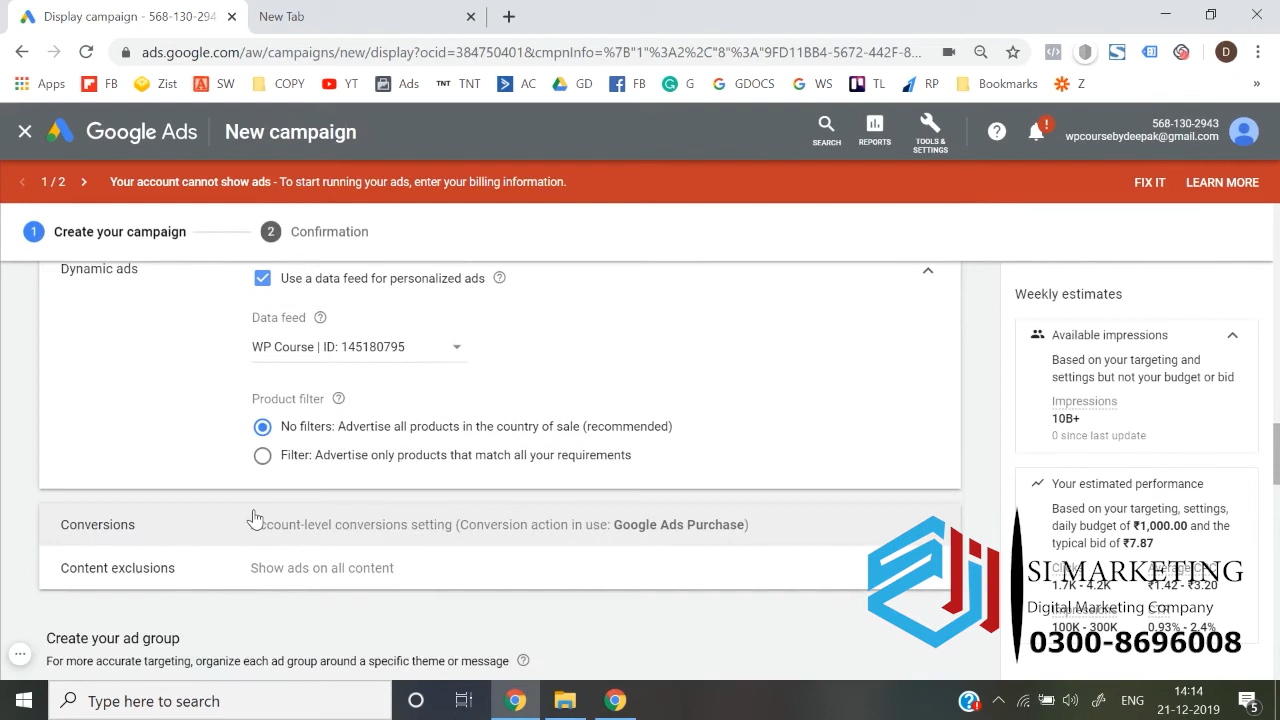 Display campaign - 568-130-294
New Tab
ads.google.com/aw/campaigns/new/display?ocid=384750401&cmpnInfo=%7B"1"%3A2%2C"8"%3A"9FD11BB4-5672-442F-8...
D
Apps
FB
Zist
SW
COPY
YT
Ads
TNT TNT
AC
GD
FB
G
GDOCS
WS
TL
RP
Bookmarks
Z
»
Google Ads
New campaign
SEARCH
REPORTS
TOOLS &
SETTINGS
568-130-2943
wpcoursebydeepak@gmail.com
1 / 2
Your account cannot show ads - To start running your ads, enter your billing information.
FIX IT
LEARN MORE
1 Create your campaign
2 Confirmation
Dynamic ads
Use a data feed for personalized ads
Data feed
WP Course | ID: 145180795
Product filter
No filters: Advertise all products in the country of sale (recommended)
Filter: Advertise only products that match all your requirements
Conversions
ccount-level conversions setting (Conversion action in use: Google Ads Purchase)
Content exclusions
Show ads on all content
Create your ad group
For more accurate targeting, organize each ad group around a specific theme or message
Weekly estimates
Available impressions
Based on your targeting and
settings but not your budget or bid
Impressions
10B+
0 since last update
Your estimated performance
Based on your targeting, settings,
daily budget of ₹1,000.00 and the
typical bid of ₹7.87
1.7K - 4.2K
₹1.42 - ₹3.20
100K - 300K
0.93% - 2.4%
SI MARKETING
Digital Marketing Company
0300-8696008
Type here to search
ENG
14:14
21-12-2019
5